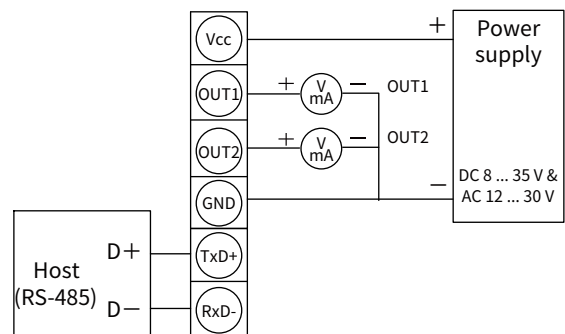 Vcc
+
Power
supply
OUT1
+
V
mA
−
OUT1
OUT2
+
V
mA
−
OUT2
GND
−
DC 8 ... 35 V &
AC 12 ... 30 V
Host
(RS-485)
D+
TxD+
D−
RxD-